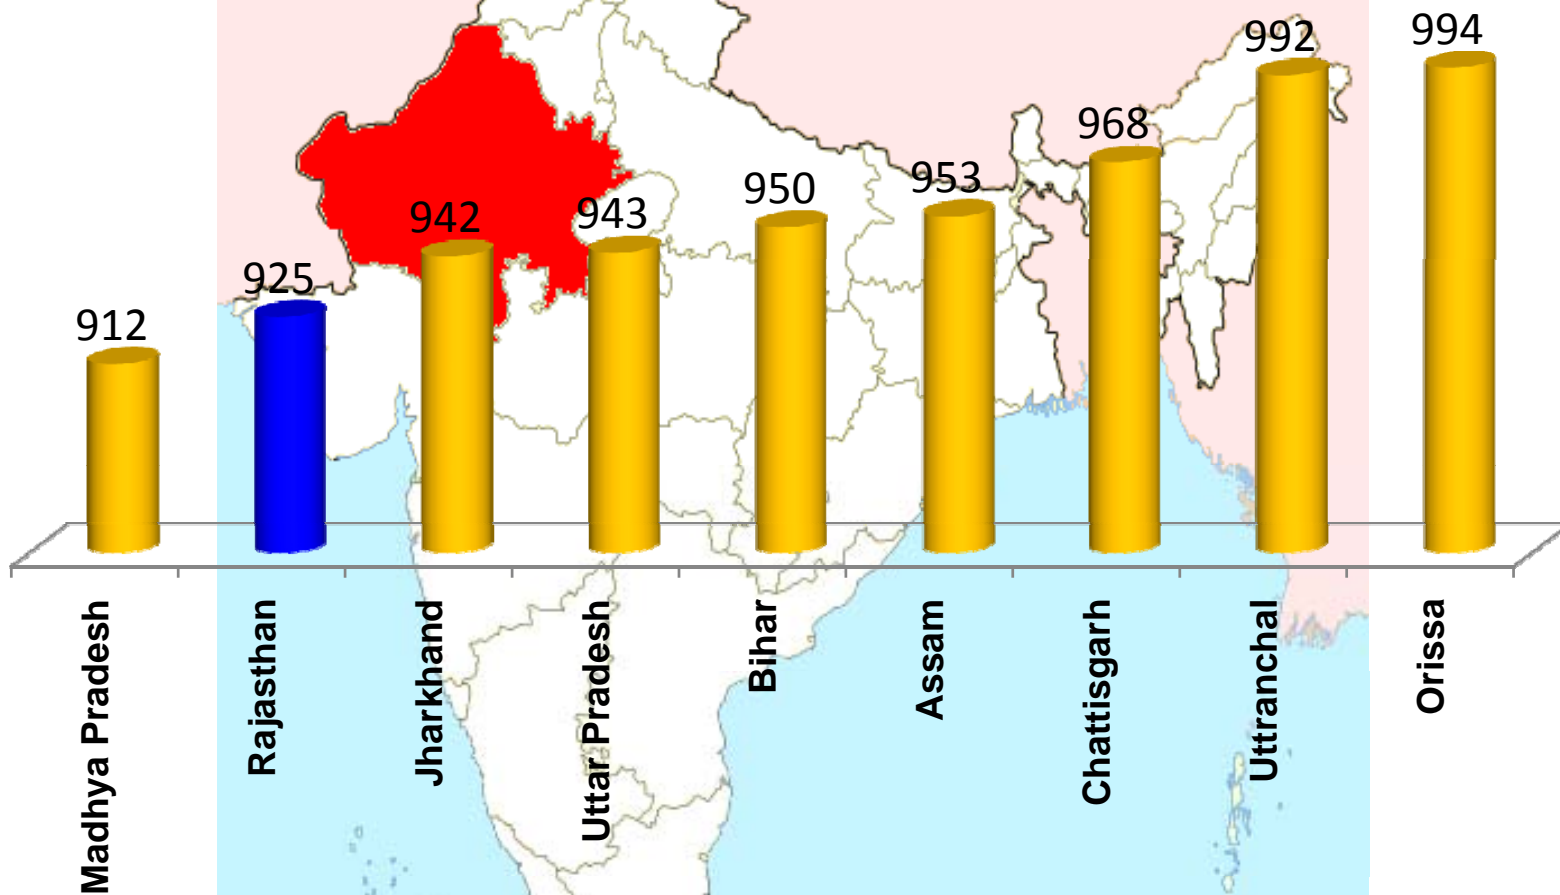 912
925
942
943
950
953
968
992
994
Madhya Pradesh
Rajasthan
Jharkhand
Uttar Pradesh
Bihar
Assam
Chattisgarh
Uttranchal
Orissa